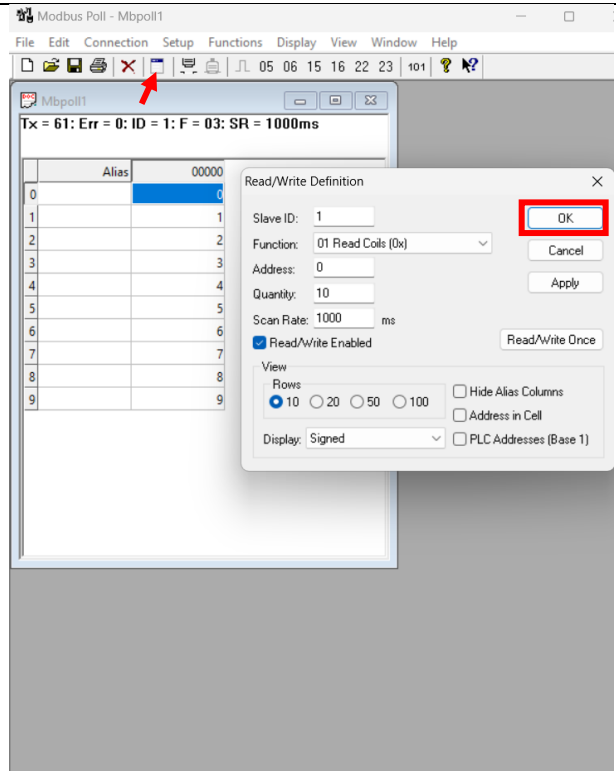 Modbus Poll - Mbpoll1
File Edit Connection Setup Functions Display View Window Help
05 06 15 16 22 23 101
Mbpoll1
Tx = 61: Err = 0: ID = 1: F = 03: SR = 1000ms
Alias 00000
0 0
1 1
2 2
3 3
4 4
5 5
6 6
7 7
8 8
9 9
Read/Write Definition
Slave ID: 1
OK
Function: 01 Read Coils (0x)
Cancel
Address: 0
Apply
Quantity: 10
Scan Rate: 1000 ms
Read/Write Enabled
Read/Write Once
View
Rows
10 20 50 100
Hide Alias Columns
Address in Cell
Display: Signed
PLC Addresses (Base 1)